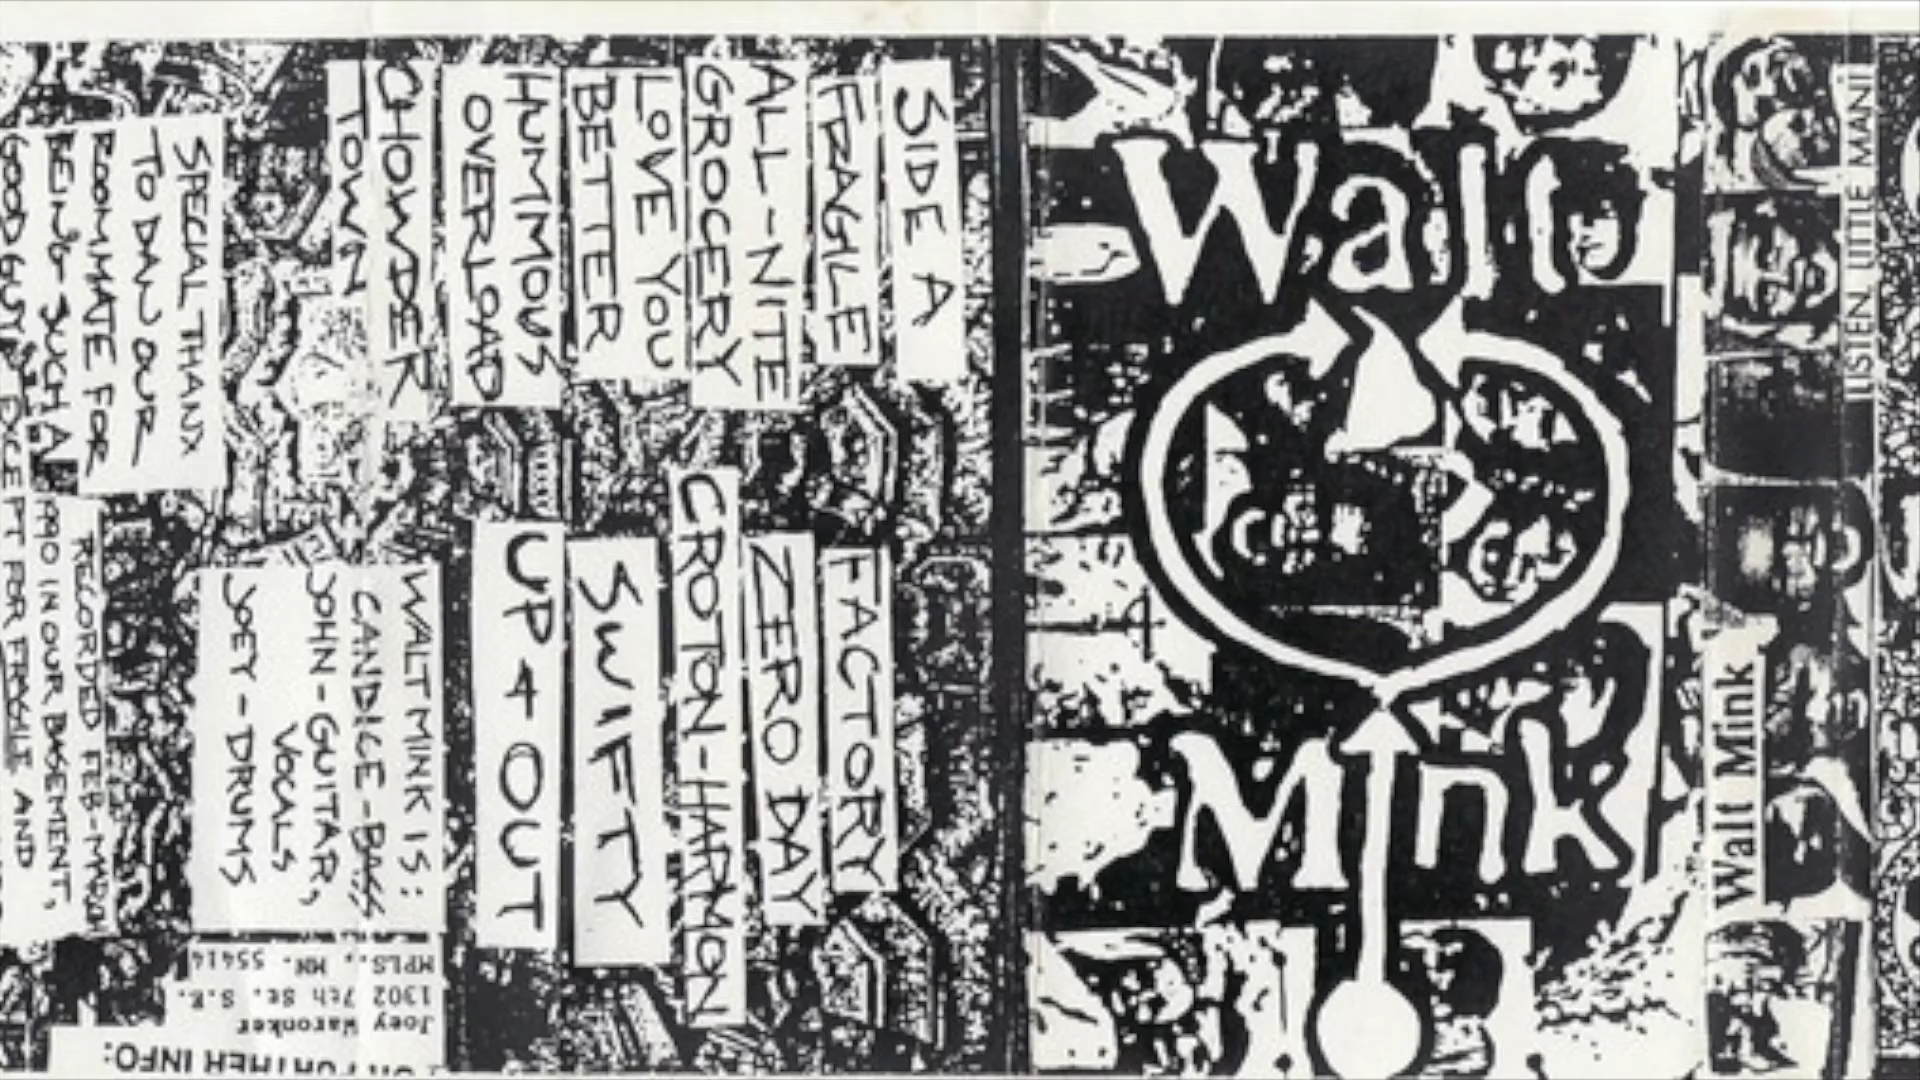 SIDE A
FRAGILE
ALL-NITE
GROCERY
LOVE YOU
BETTER
HUMMOUS
OVERLOAD
CHOWDER
TOWN
FACTORY
ZERO DAY
CROTON-HARMON
SWIFTY
UP + OUT
WALT MINK IS:
CANDICE-BASS
JOHN-GUITAR,
VOCALS
JOEY-DRUMS
SPECIAL THANX
TO DAN OUR
ROOMMATE FOR
BEING SUCH A
GOOD GUY
RECORDED FEB-MARCH
IN OUR BASEMENT,
EXCEPT FOR FRAGILE AND
FURTHER INFO:
Joey Waronker
1302 7th St. S.E.
MPLS., MN. 55414
Walt
Mink
Walt Mink
LISTEN LITTLE MAN!